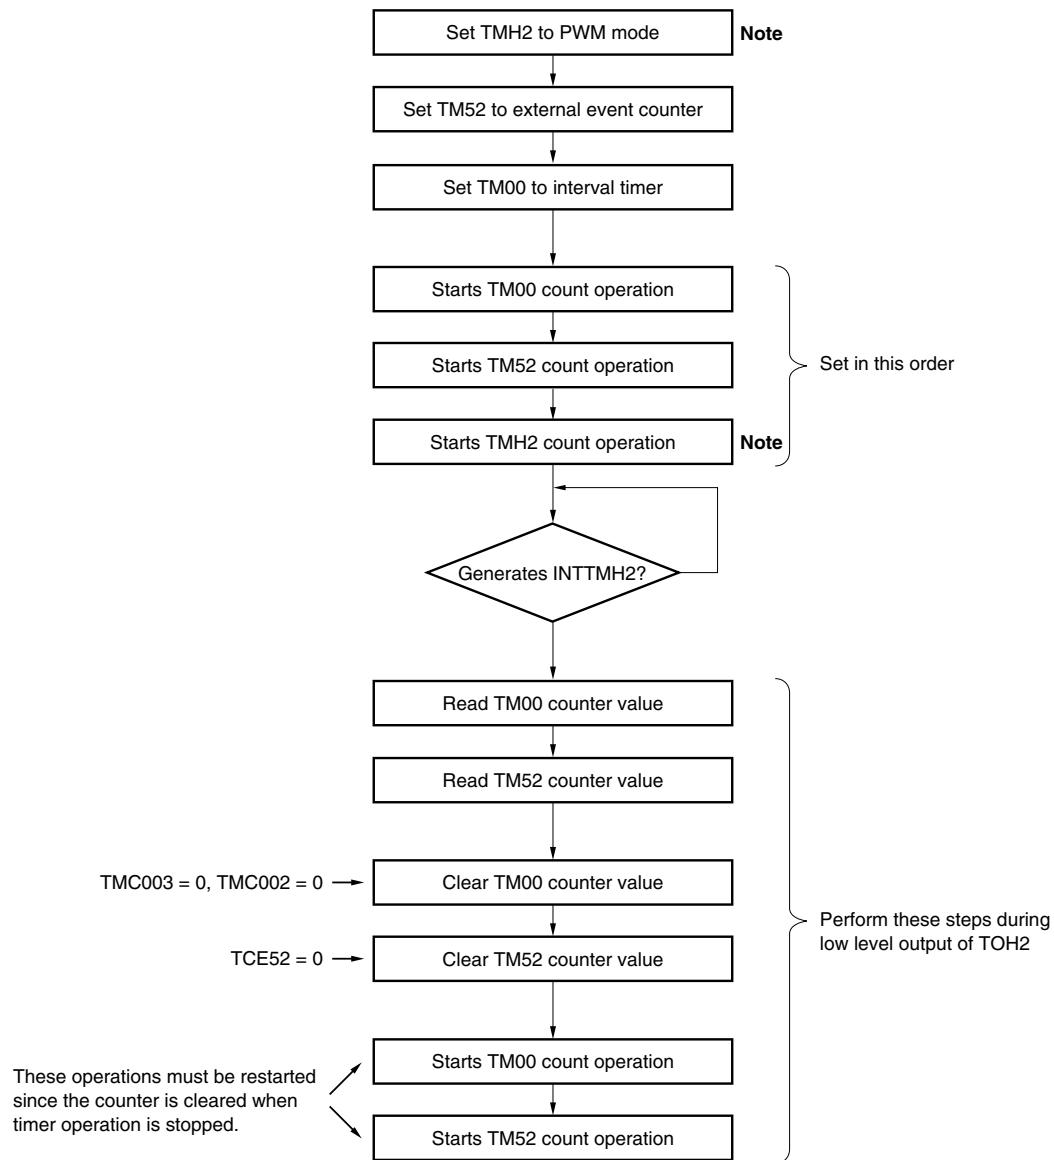 Set TMH2 to PWM mode
Note
Set TM52 to external event counter
Set TM00 to interval timer
Starts TM00 count operation
Starts TM52 count operation
Set in this order
Starts TMH2 count operation
Note
Generates INTTMH2?
Read TM00 counter value
Read TM52 counter value
TMC003 = 0, TMC002 = 0
Clear TM00 counter value
TCE52 = 0
Clear TM52 counter value
Perform these steps during
low level output of TOH2
Starts TM00 count operation
These operations must be restarted
since the counter is cleared when
timer operation is stopped.
Starts TM52 count operation